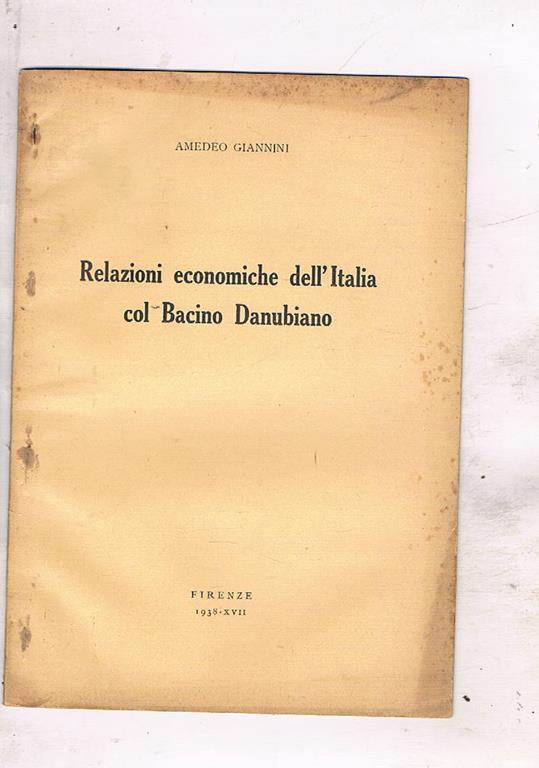 AMEDEO GIANNINI
Relazioni economiche dell'Italia
col Bacino Danubiano
FIRENZE
1938-XVII